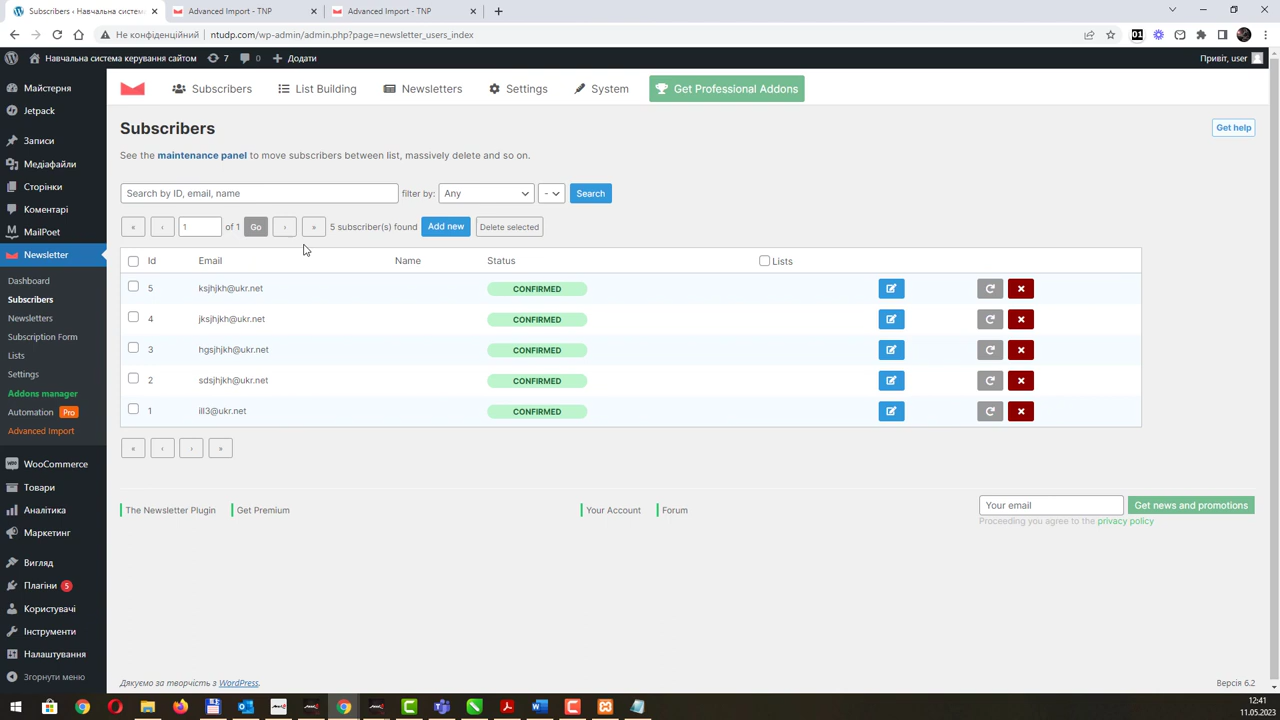 Subscribers ‹ Навчальна систем
Advanced Import - TNP
Advanced Import - TNP
Не конфіденційний
ntudp.com/wp-admin/admin.php?page=newsletter_users_index
01
Навчальна система керування сайтом
7
0
Додати
Привіт, user
Майстерня
Jetpack
Записи
Медіафайли
Сторінки
Коментарі
MailPoet
Newsletter
Dashboard
Subscribers
Newsletters
Subscription Form
Lists
Settings
Addons manager
Automation Pro
Advanced Import
WooCommerce
Товари
Аналітика
Маркетинг
Вигляд
Плагіни 5
Користувачі
Інструменти
Налаштування
Згорнути меню
Subscribers
List Building
Newsletters
Settings
System
Get Professional Addons
Subscribers
Get help
See the maintenance panel to move subscribers between list, massively delete and so on.
Search by ID, email, name filter by: Any - Search
« ‹ 1 of 1 Go › » 5 subscriber(s) found Add new Delete selected
Id Email Name Status Lists
5 ksjhjkh@ukr.net CONFIRMED
4 jksjhjkh@ukr.net CONFIRMED
3 hgsjhjkh@ukr.net CONFIRMED
2 sdsjhjkh@ukr.net CONFIRMED
1 ill3@ukr.net CONFIRMED
« ‹ › »
The Newsletter Plugin
Get Premium
Your Account
Forum
Your email
Get news and promotions
Proceeding you agree to the privacy policy
Дякуємо за творчість з WordPress.
Версія 6.2
12:41
11.05.2023